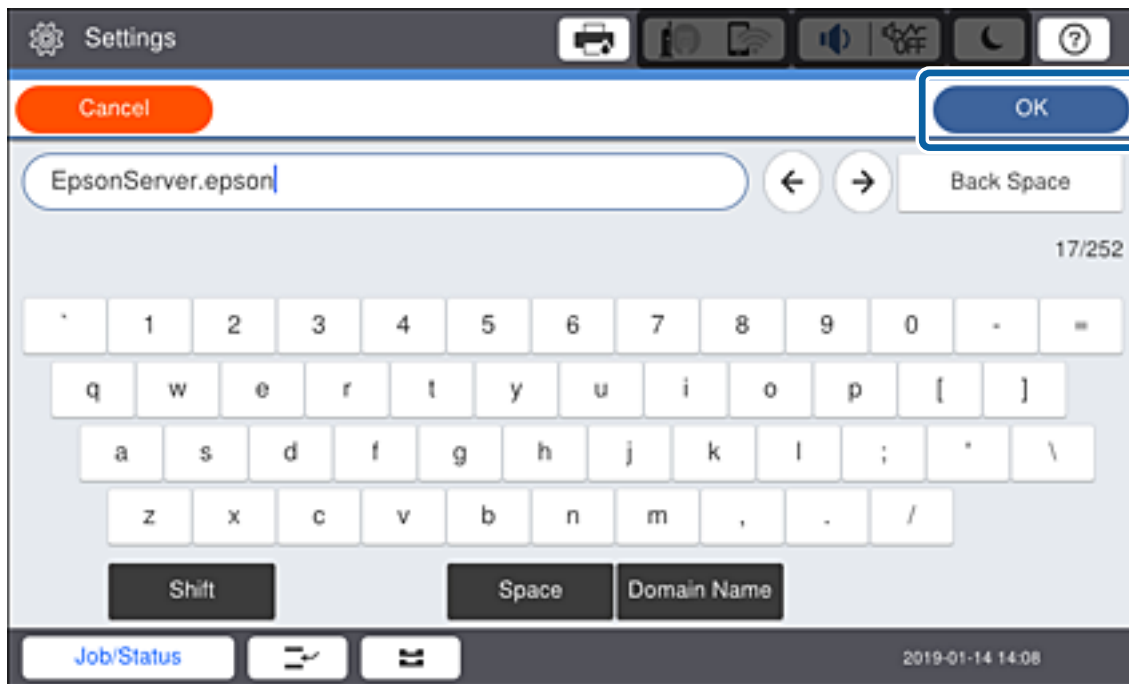 Settings
OFF
?
Cancel
OK
EpsonServer.epson
Back Space
17/252
` 1 2 3 4 5 6 7 8 9 0 - =
q w e r t y u i o p [ ]
a s d f g h j k l ; ' \
z x c v b n m , . /
Shift Space Domain Name
Job/Status
2019-01-14 14:08